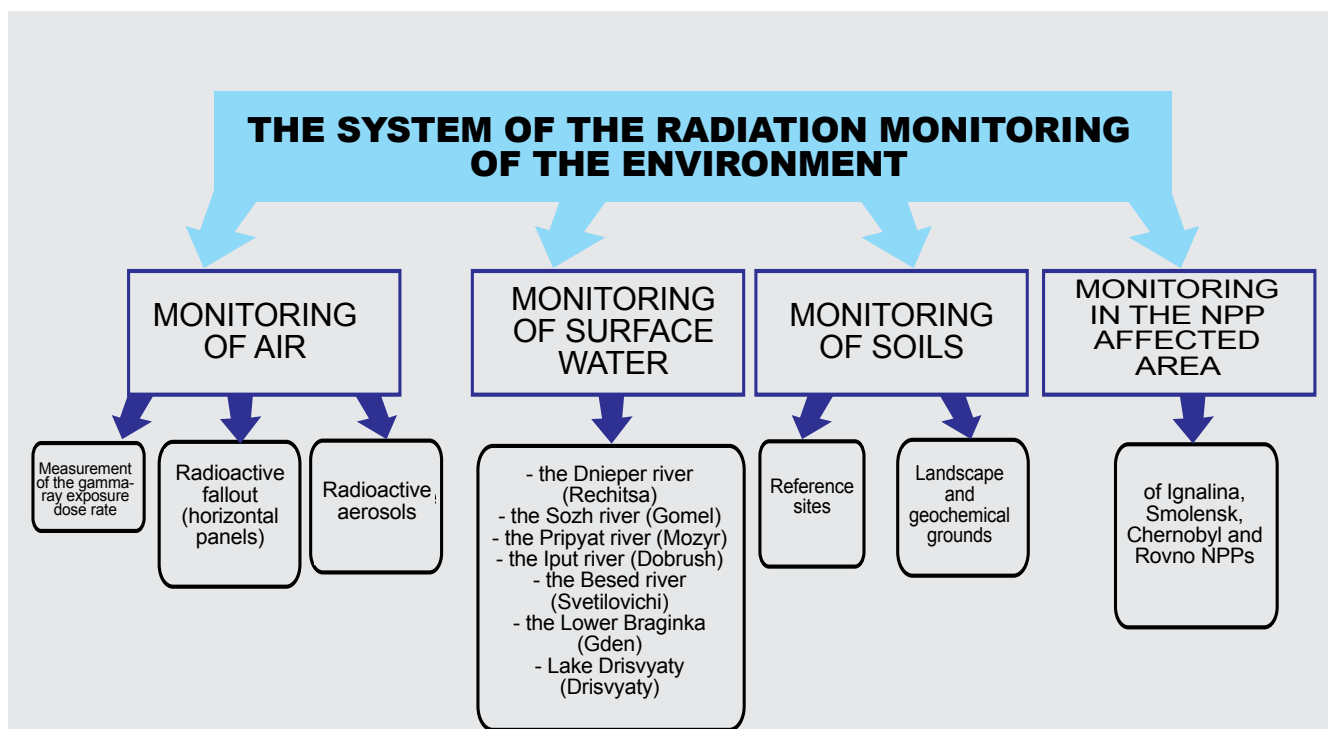 THE SYSTEM OF THE RADIATION MONITORING
OF THE ENVIRONMENT
MONITORING
OF AIR
MONITORING
OF SURFACE
WATER
MONITORING
OF SOILS
MONITORING
IN THE NPP
AFFECTED
AREA
Measurement
of the gamma-
ray exposure
dose rate
Radioactive
fallout
(horizontal
panels)
Radioactive
aerosols
- the Dnieper river
(Rechitsa)
- the Sozh river (Gomel)
- the Pripyat river (Mozyr)
- the Iput river (Dobrush)
- the Besed river
(Svetilovichi)
- the Lower Braginka
(Gden)
- Lake Drisvyaty
(Drisvyaty)
Reference
sites
Landscape
and
geochemical
grounds
of Ignalina,
Smolensk,
Chernobyl and
Rovno NPPs